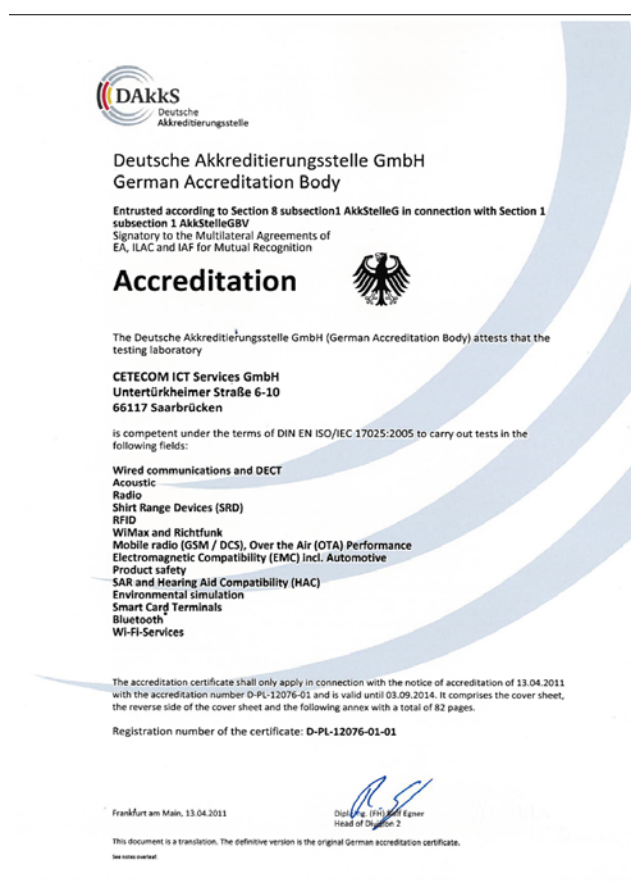 DAkkS
Deutsche
Akkreditierungsstelle
Deutsche Akkreditierungsstelle GmbH
German Accreditation Body
Entrusted according to Section 8 subsection1 AkkStelleG in connection with Section 1
subsection 1 AkkStelleGBV
Signatory to the Multilateral Agreements of
EA, ILAC and IAF for Mutual Recognition
Accreditation
The Deutsche Akkreditierungsstelle GmbH (German Accreditation Body) attests that the
testing laboratory
CETECOM ICT Services GmbH
Untertürkheimer Straße 6-10
66117 Saarbrücken
is competent under the terms of DIN EN ISO/IEC 17025:2005 to carry out tests in the
following fields:
Wired communications and DECT
Acoustic
Radio
Shirt Range Devices (SRD)
RFID
WiMax and Richtfunk
Mobile radio (GSM / DCS), Over the Air (OTA) Performance
Electromagnetic Compatibility (EMC) incl. Automotive
Product safety
SAR and Hearing Aid Compatibility (HAC)
Environmental simulation
Smart Card Terminals
Bluetooth
Wi-Fi-Services
The accreditation certificate shall only apply in connection with the notice of accreditation of 13.04.2011
with the accreditation number D-PL-12076-01 and is valid until 03.09.2014. It comprises the cover sheet,
the reverse side of the cover sheet and the following annex with a total of 82 pages.
Registration number of the certificate: D-PL-12076-01-01
Frankfurt am Main, 13.04.2011
Dipl.-Ing. (FH) Ralf Egner
Head of Division 2
This document is a translation. The definitive version is the original German accreditation certificate.
See notes overleaf.